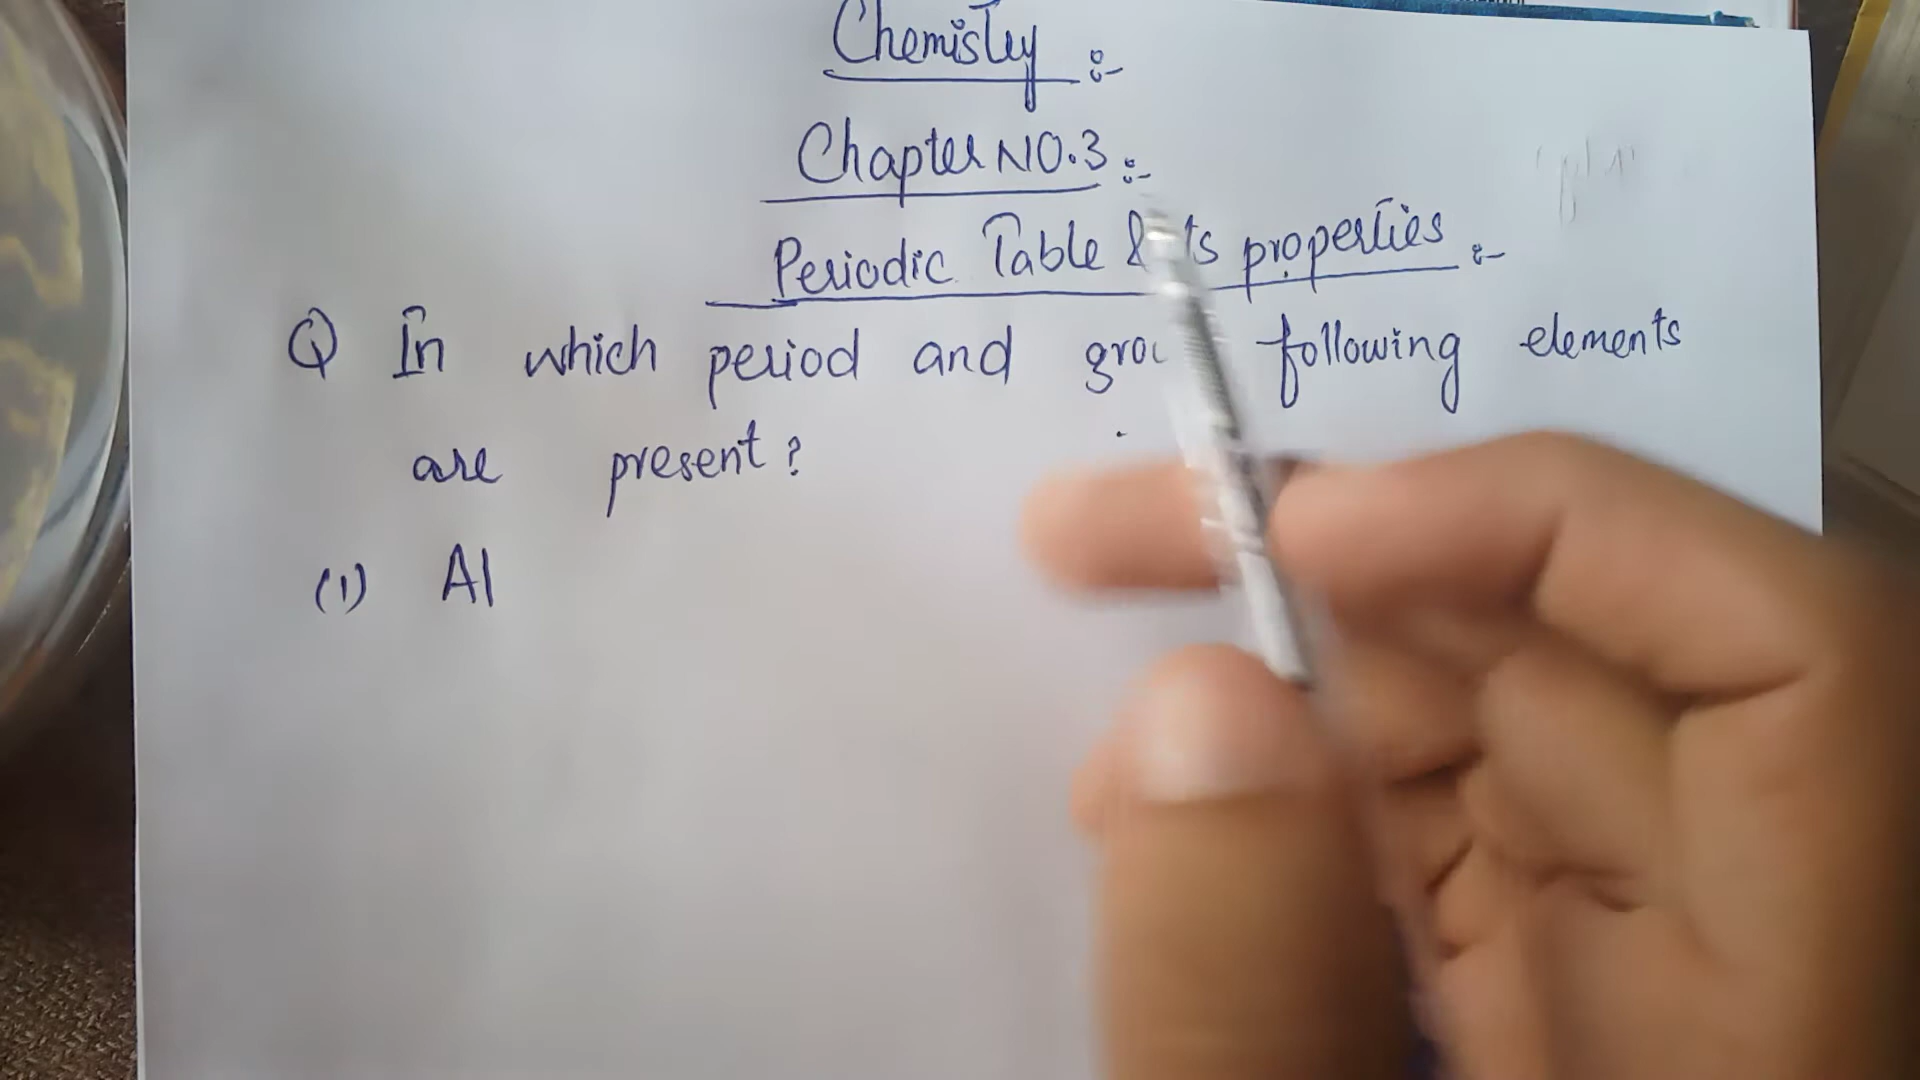 Chemistry :-
Chapter NO.3 :-
Periodic Table & properties :-
Q In which period and following elements
are present?
(1) Al